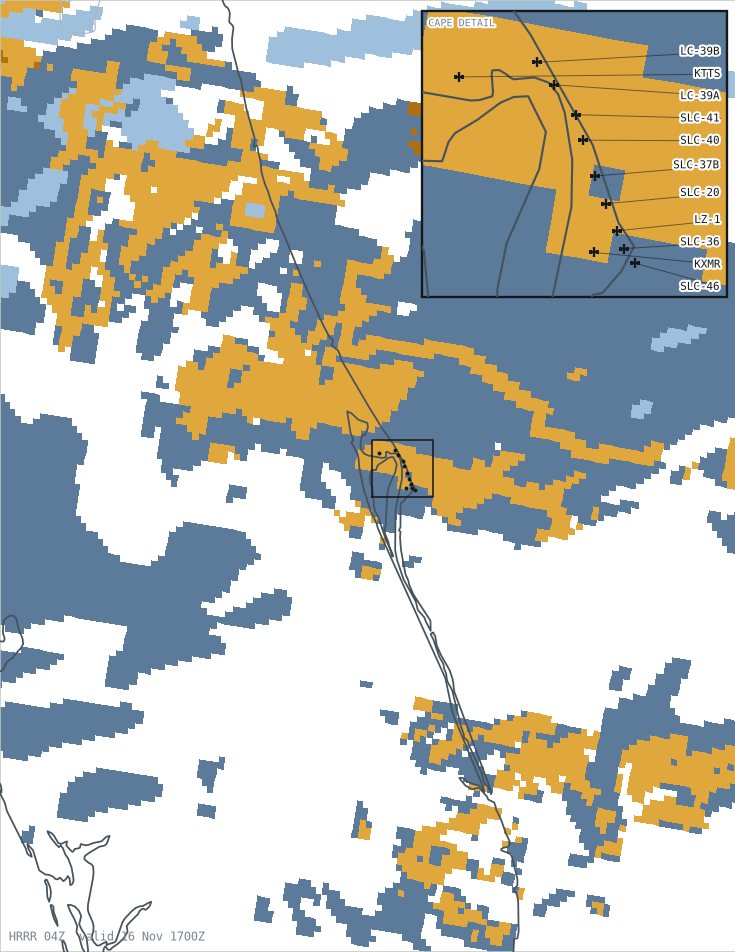 CAPE DETAIL
LC-39B
KTTS
LC-39A
SLC-41
SLC-40
SLC-37B
SLC-20
LZ-1
SLC-36
KXMR
SLC-46
HRRR 04Z  valid 16 Nov 1700Z